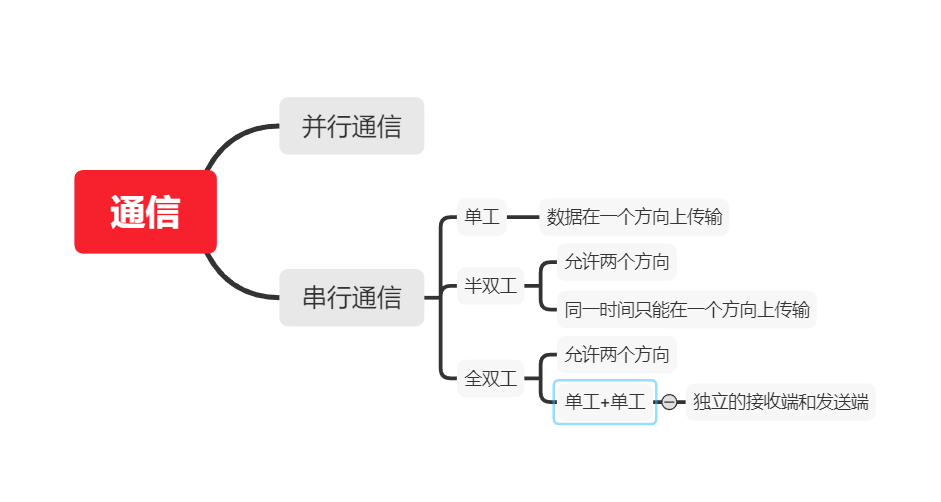 通信
并行通信
串行通信
单工
数据在一个方向上传输
半双工
允许两个方向
同一时间只能在一个方向上传输
全双工
允许两个方向
单工+单工
独立的接收端和发送端